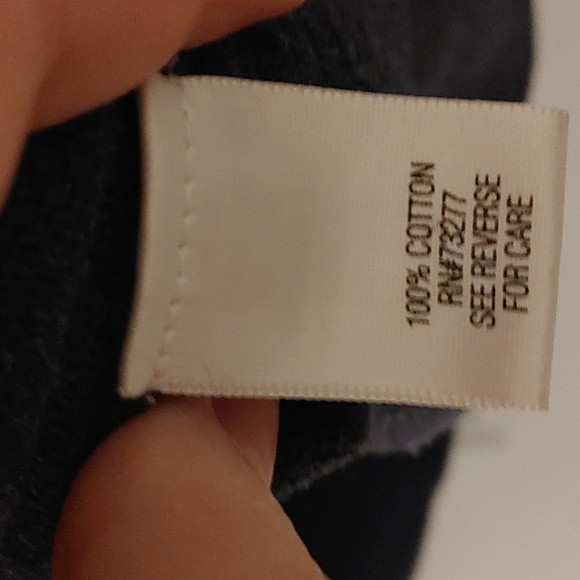 100% COTTON
RN#73277
SEE REVERSE
FOR CARE